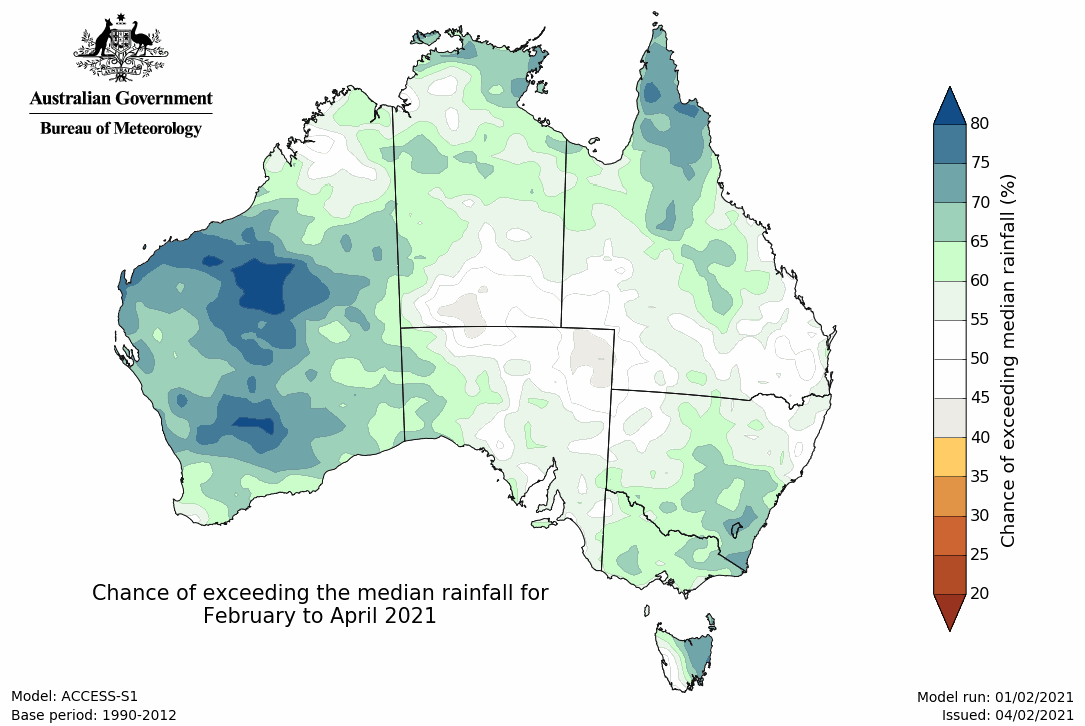 Australian Government
Bureau of Meteorology
80
75
70
65
60
55
50
45
40
35
30
25
20
Chance of exceeding median rainfall (%)
Chance of exceeding the median rainfall for
February to April 2021
Model: ACCESS-S1
Base period: 1990-2012
Model run: 01/02/2021
Issued: 04/02/2021